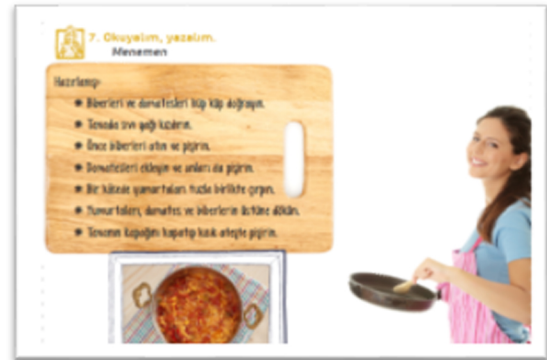 7. Okuyalım, yazalım.
Menemen
Hazırlanışı
Biberleri ve domatesleri küp küp doğrayın.
Tavada sıvı yağı kızdırın.
Önce biberleri atın ve pişirin.
Domatesleri ekleyin ve onları da pişirin.
Bir kâsede yumurtaları tuzla birlikte çırpın.
Yumurtaları, domates ve biberlerin üstüne dökün.
Tavanın kapağını kapatıp kısık ateşte pişirin.